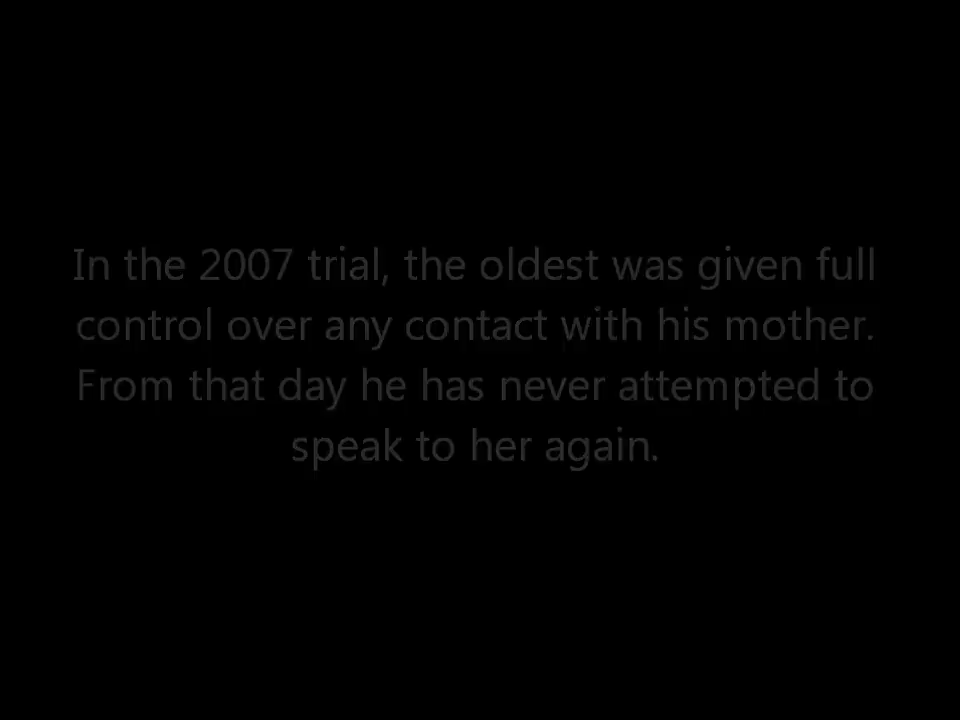 In the 2007 trial, the oldest was given full
control over any contact with his mother.
From that day he has never attempted to
speak to her again.